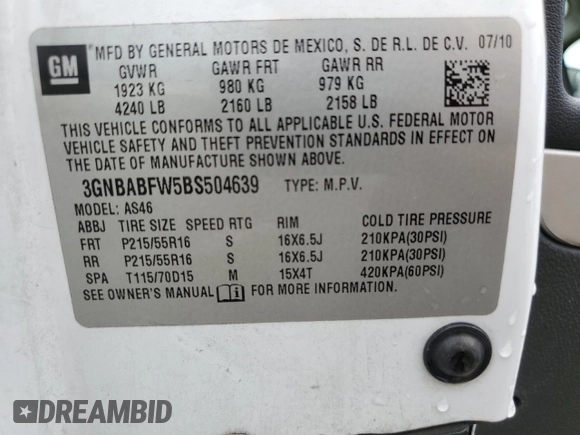 GM
MFD BY GENERAL MOTORS DE MEXICO, S. DE R.L. DE C.V. 07/10
GVWR GAWR FRT GAWR RR
1923 KG 980 KG 979 KG
4240 LB 2160 LB 2158 LB
THIS VEHICLE CONFORMS TO ALL APPLICABLE U.S. FEDERAL MOTOR
VEHICLE SAFETY AND THEFT PREVENTION STANDARDS IN EFFECT ON
THE DATE OF MANUFACTURE SHOWN ABOVE.
3GNBABFW5BS504639 TYPE: M.P.V.
MODEL: AS46
ABBJ TIRE SIZE SPEED RTG RIM COLD TIRE PRESSURE
FRT P215/55R16 S 16X6.5J 210KPA(30PSI)
RR P215/55R16 S 16X6.5J 210KPA(30PSI)
SPA T115/70D15 M 15X4T 420KPA(60PSI)
SEE OWNER'S MANUAL FOR MORE INFORMATION.
DREAMBID